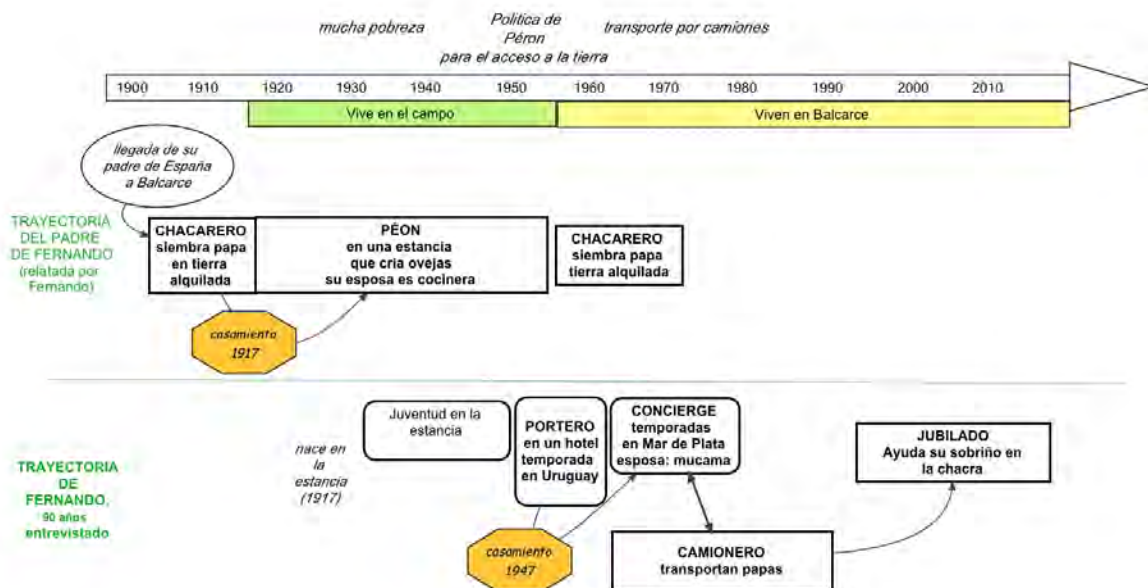 mucha pobreza
Politica de
Péron
para el acceso a la tierra
transporte por camiones
1900 1910 1920 1930 1940 1950 1960 1970 1980 1990 2000 2010
Vive en el campo
Viven en Balcarce
llegada de su
padre de España
a Balcarce
TRAYECTORIA
DEL PADRE
DE FERNANDO
(relatada por
Fernando)
CHACARERO
siembra papa
en tierra
alquilada
PÉON
en una estancia
que cria ovejas
su esposa es cocinera
CHACARERO
siembra papa
tierra alquilada
casamiento
1917
TRAYECTORIA
DE
FERNANDO,
90 años
entrevistado
nace en
la
estancia
(1917)
Juventud en la
estancia
PORTERO
en un hotel
temporada
en Uruguay
CONCIERGE
temporadas
en Mar de Plata
esposa: mucama
JUBILADO
Ayuda su sobriño en
la chacra
casamiento
1947
CAMIONERO
transportan papas